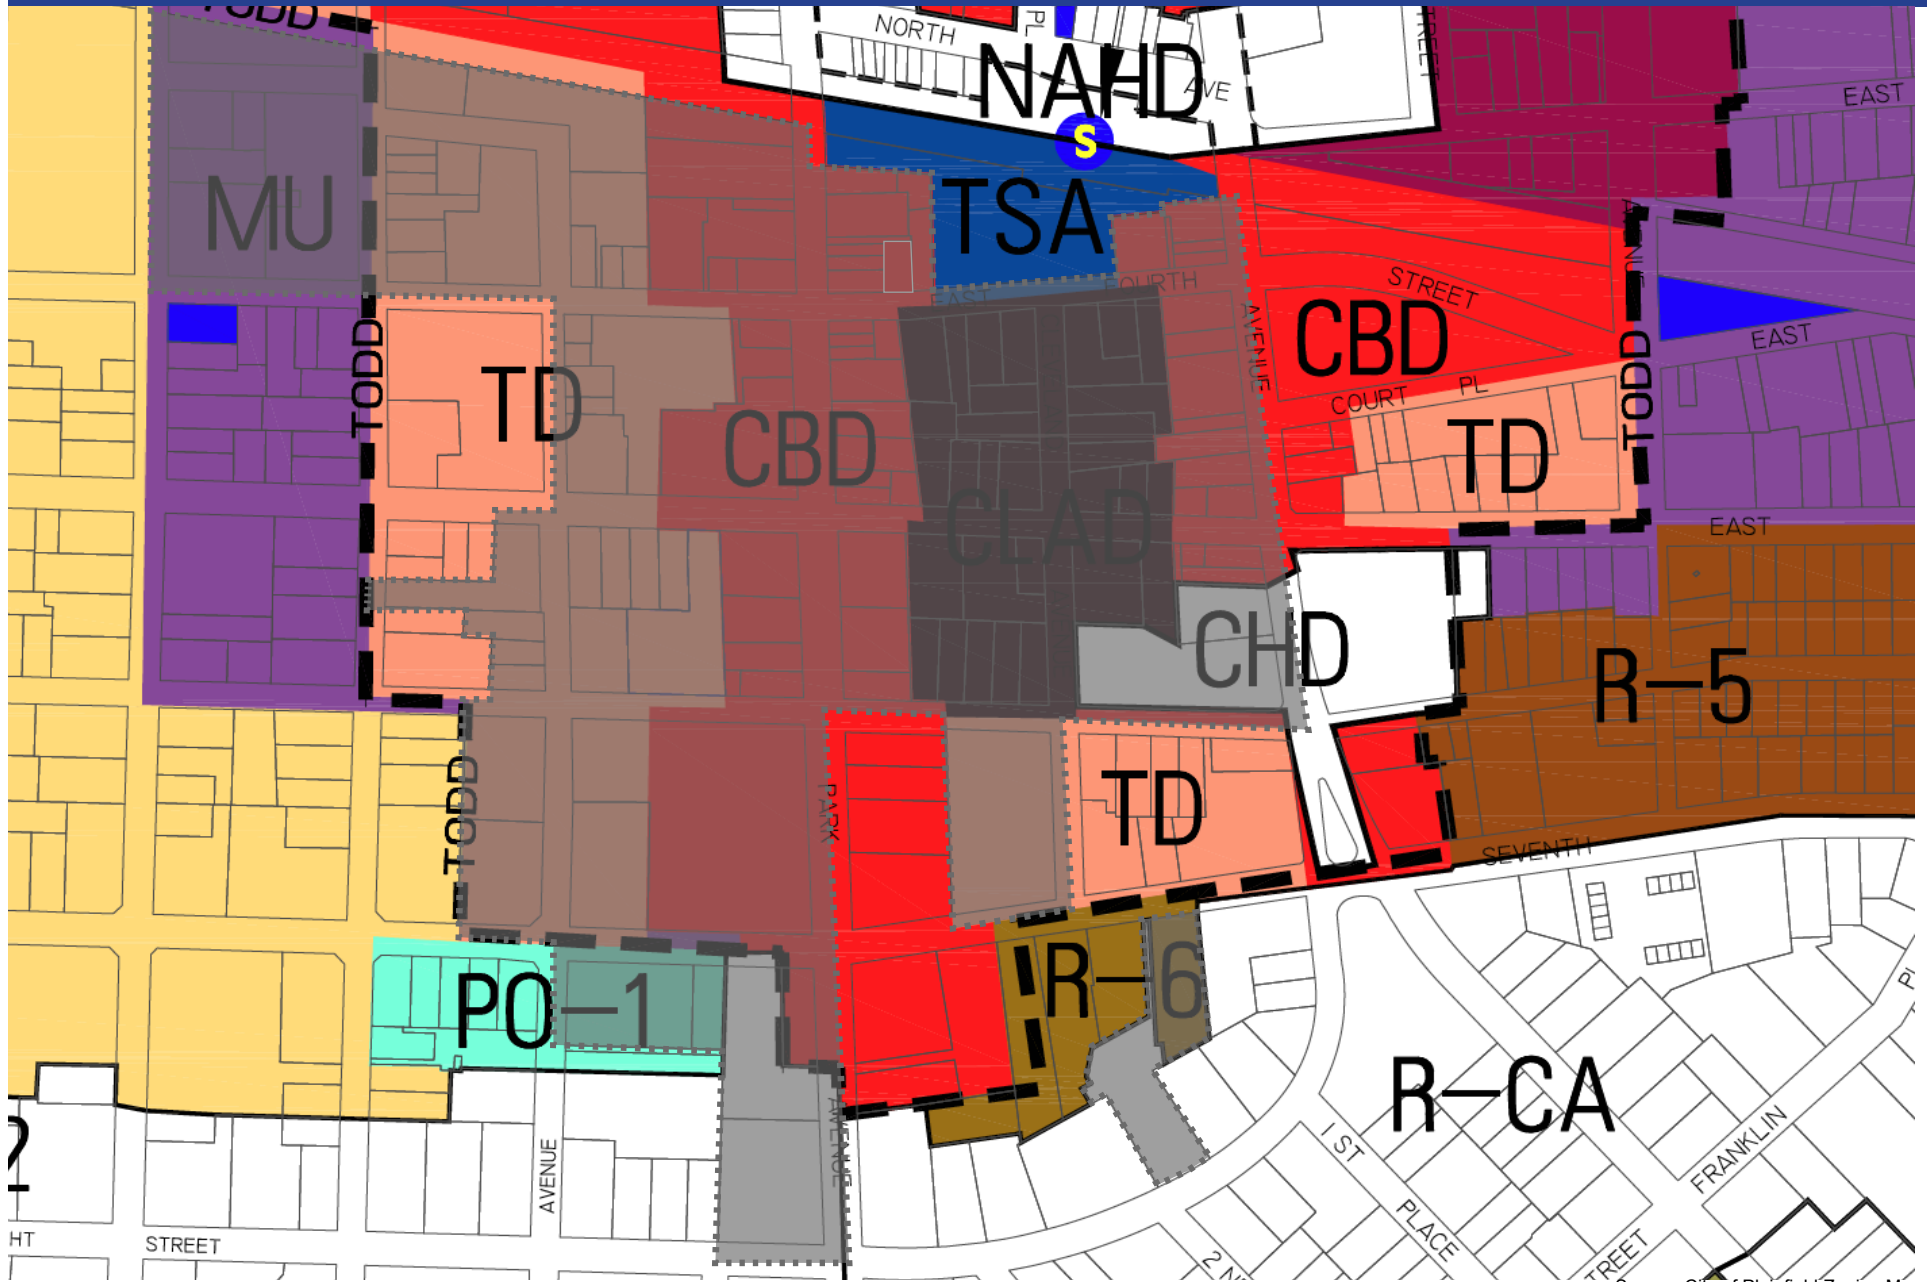 TODD
NORTH
PL
NAHD
AVE
STREET
EAST
S
MU
TSA
AVENUE
EAST
FOURTH
STREET
CBD
EAST
TODD
AVENUE
TODD
TD
PL
COURT
CBD
TD
CLAD
EAST
CHD
R-5
TODD
PARK
TD
SEVENTH
PO-1
R-6
R-CA
2
AVENUE
AVENUE
1 ST
PLACE
FRANKLIN
HT
STREET